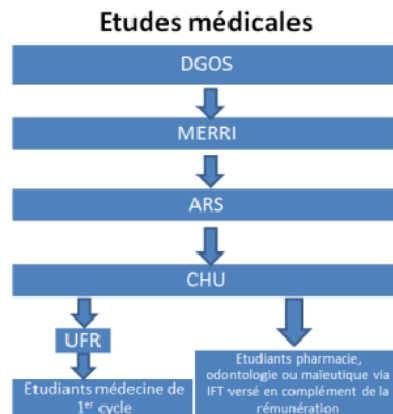 Etudes médicales
DGOS
MERRI
ARS
CHU
UFR
Etudiants médecine de
1er cycle
Etudiants pharmacie,
odontologie ou maïeutique via
IFT versé en complément de la
rémunération